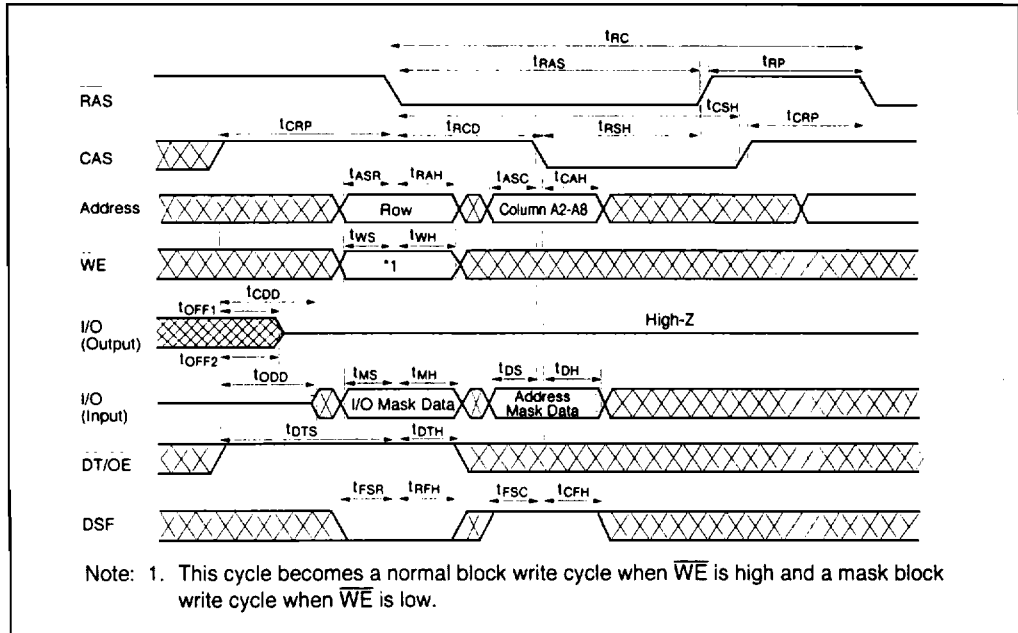 tRC
tRAS tRP
RAS
tCSH
tCRP tRCD tRSH tCRP
CAS
tASR tRAH tASC tCAH
Address Row Column A2-A8
tWS tWH
WE *1
tCDD
tOFF1
I/O (Output) High-Z
tOFF2
tODD tMS tMH tDS tDH
I/O (Input) I/O Mask Data Address Mask Data
tDTS tDTH
DT/OE
tFSR tRFH tFSC tCFH
DSF
Note: 1. This cycle becomes a normal block write cycle when WE is high and a mask block
write cycle when WE is low.